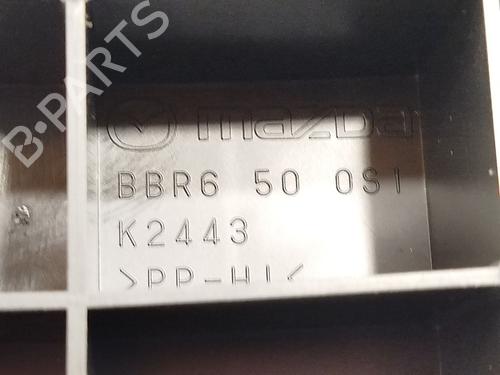 B·PARTS
mazda
BBR6 50 0S1
K2443
>PP-HI<